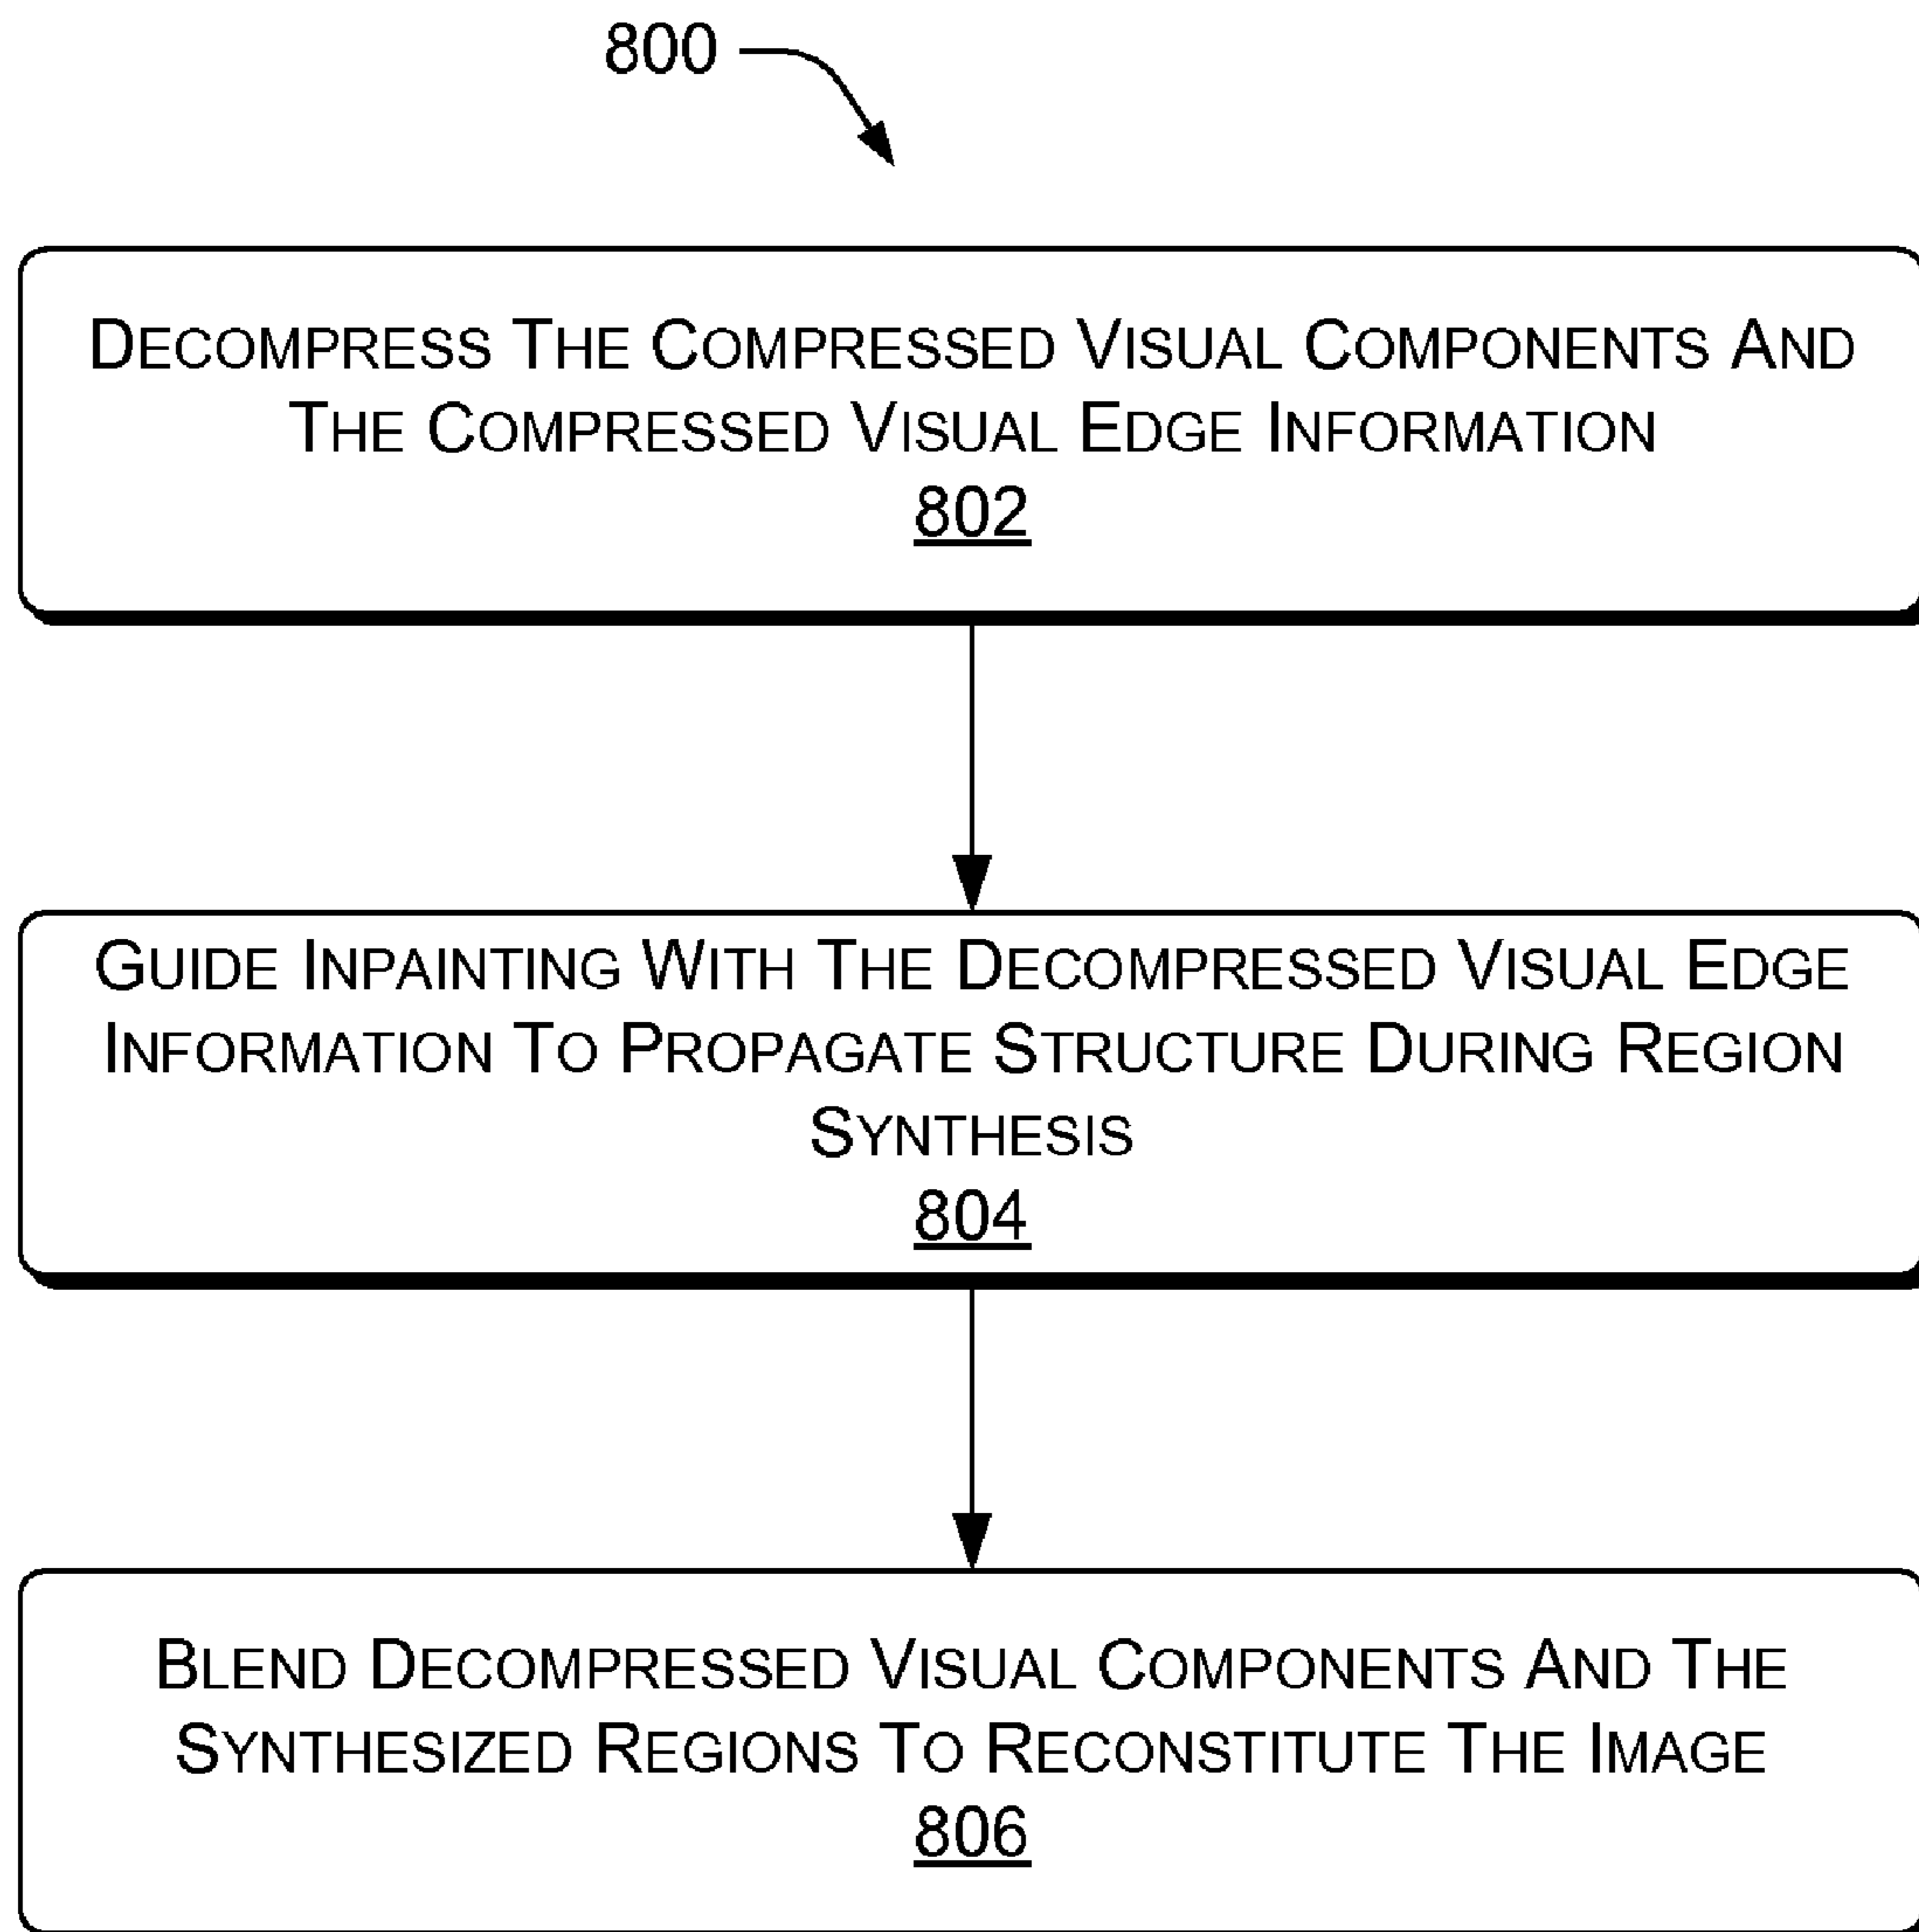 800
DECOMPRESS THE COMPRESSED VISUAL COMPONENTS AND
THE COMPRESSED VISUAL EDGE INFORMATION
802
GUIDE INPAINTING WITH THE DECOMPRESSED VISUAL EDGE
INFORMATION TO PROPAGATE STRUCTURE DURING REGION
SYNTHESIS
804
BLEND DECOMPRESSED VISUAL COMPONENTS AND THE
SYNTHESIZED REGIONS TO RECONSTITUTE THE IMAGE
806